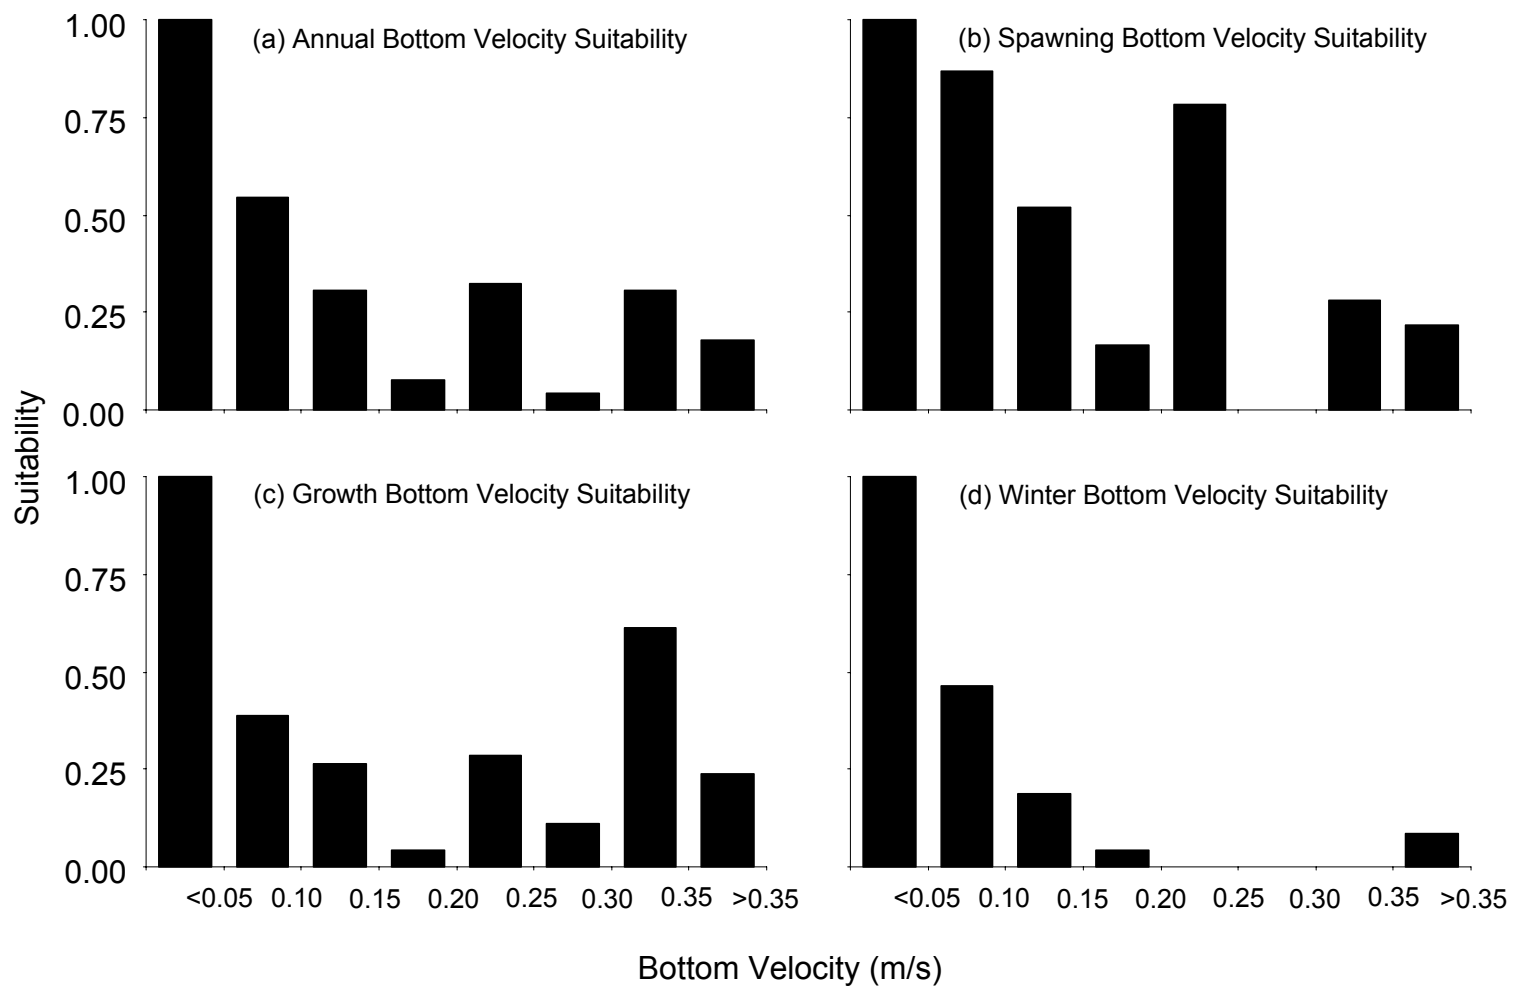 (a) Annual Bottom Velocity Suitability
1.00
0.75
0.50
0.25
0.00
(b) Spawning Bottom Velocity Suitability
Suitability
(c) Growth Bottom Velocity Suitability
1.00
0.75
0.50
0.25
0.00
<0.05 0.10 0.15 0.20 0.25 0.30 0.35 >0.35
(d) Winter Bottom Velocity Suitability
<0.05 0.10 0.15 0.20 0.25 0.30 0.35 >0.35
Bottom Velocity (m/s)